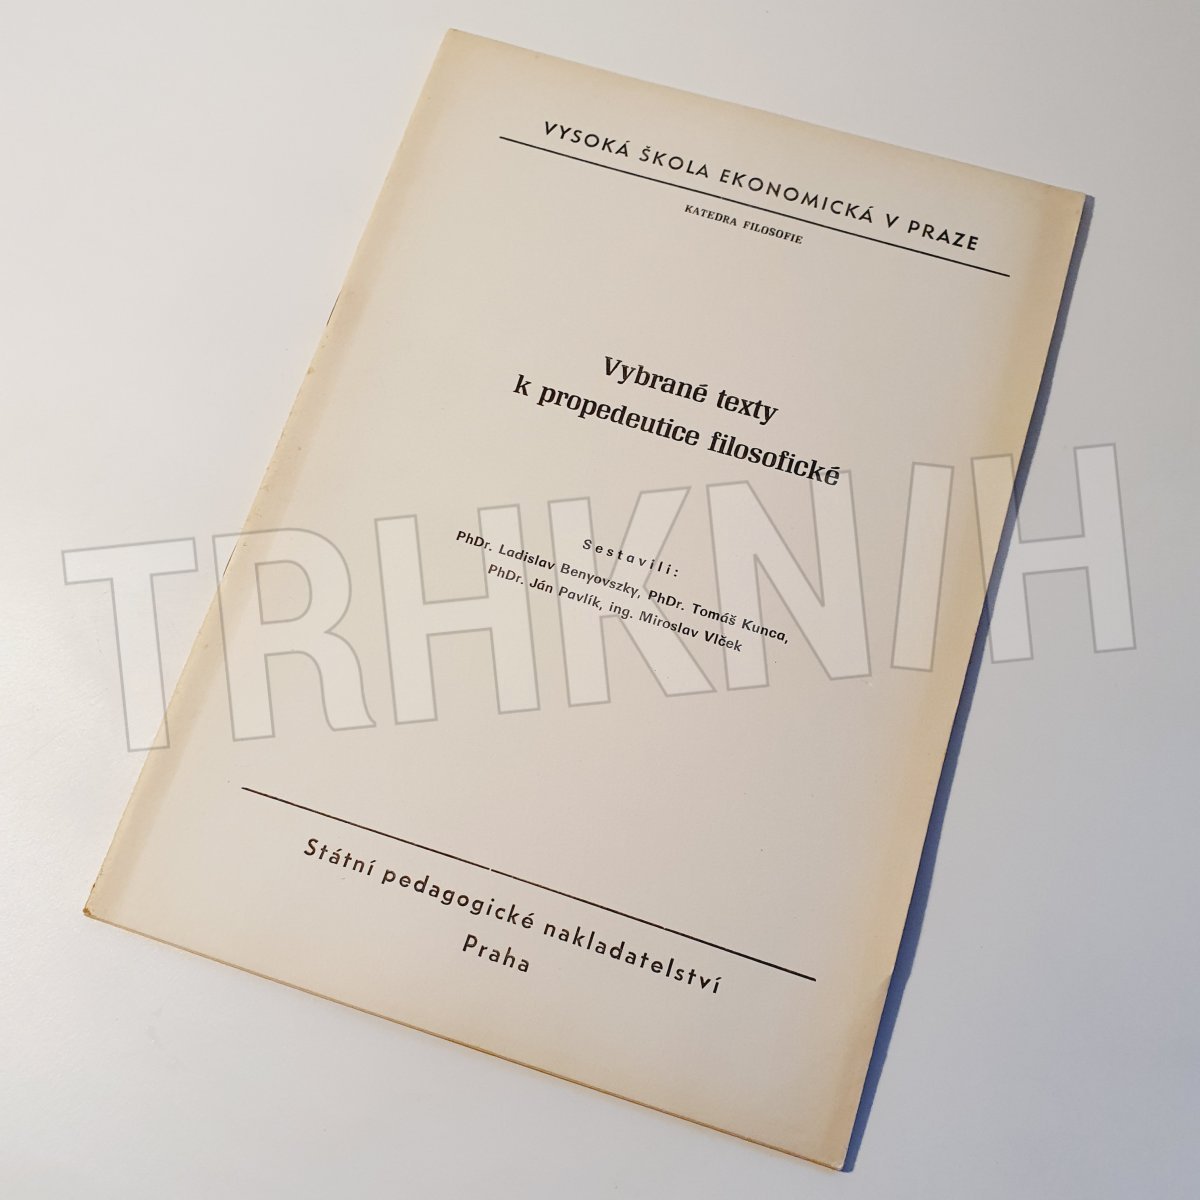 VYSOKÁ ŠKOLA EKONOMICKÁ V PRAZE
KATEDRA FILOSOFIE
Vybrané texty
k propedeutice filosofické
Sestavili:
PhDr. Ladislav Benyovszky, PhDr. Tomáš Kunca,
PhDr. Ján Pavlík, ing. Miroslav Vlček
TRHKNIH
Státní pedagogické nakladatelství
Praha